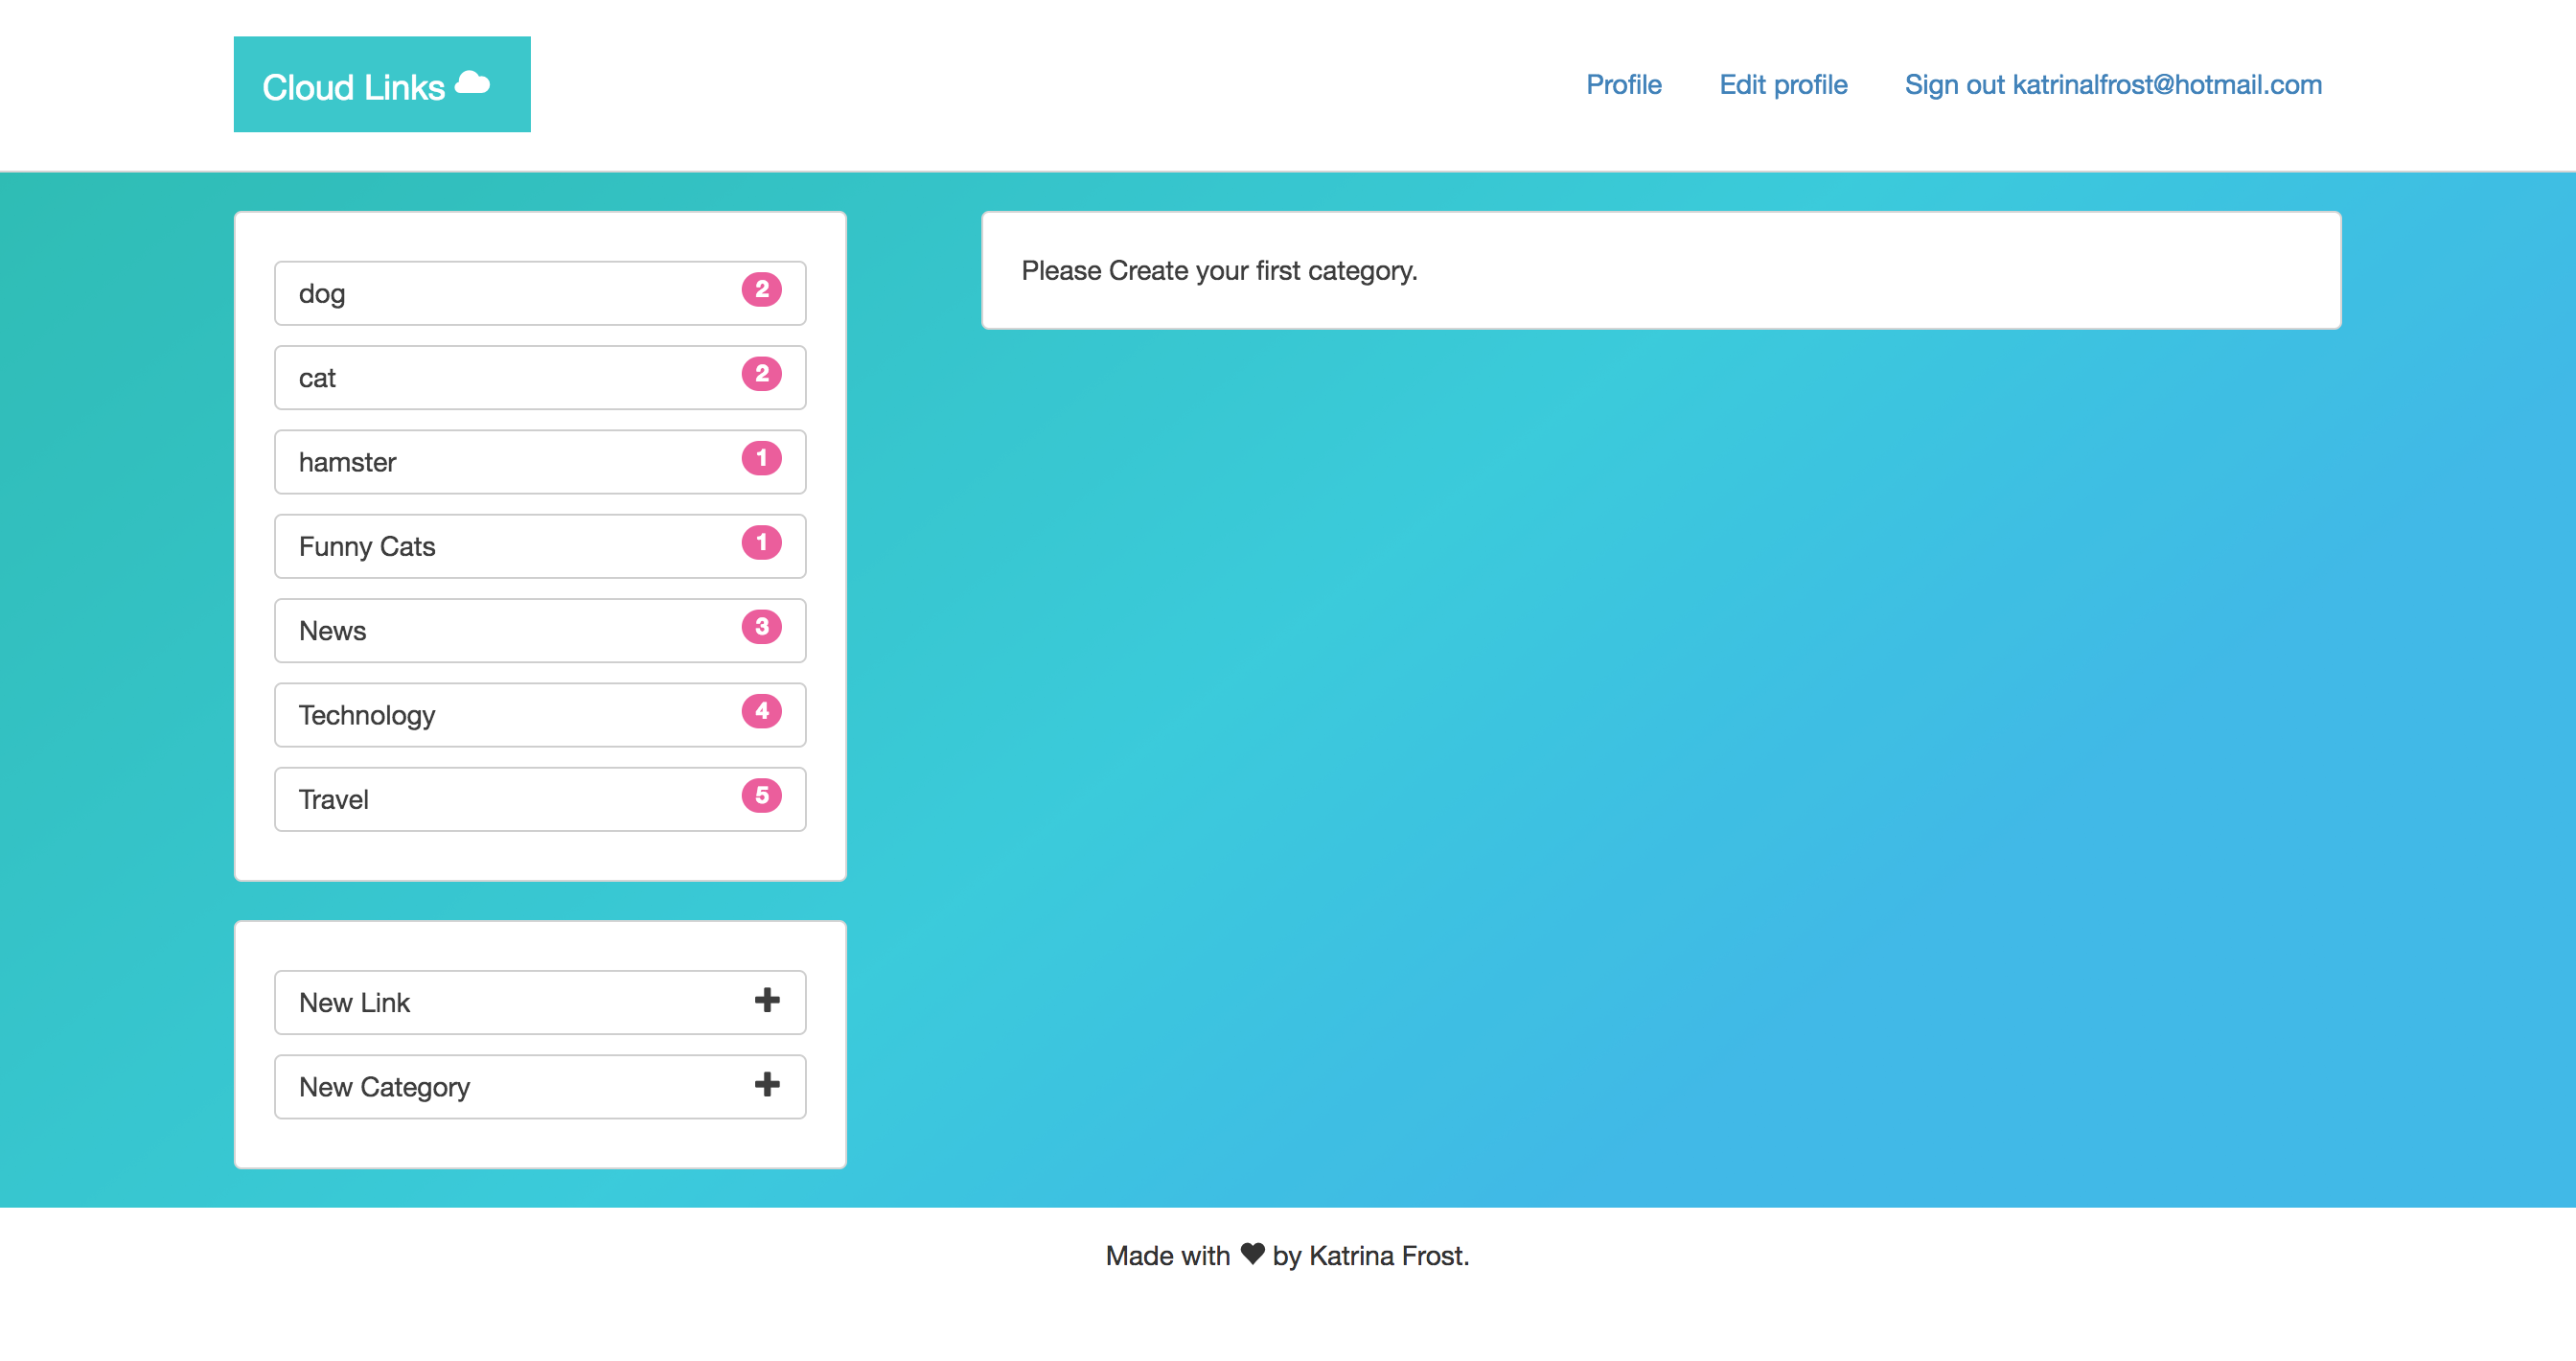 Cloud Links
Profile Edit profile Sign out katrinalfrost@hotmail.com
dog 2
cat 2
hamster 1
Funny Cats 1
News 3
Technology 4
Travel 5
New Link
New Category
Please Create your first category.
Made with by Katrina Frost.